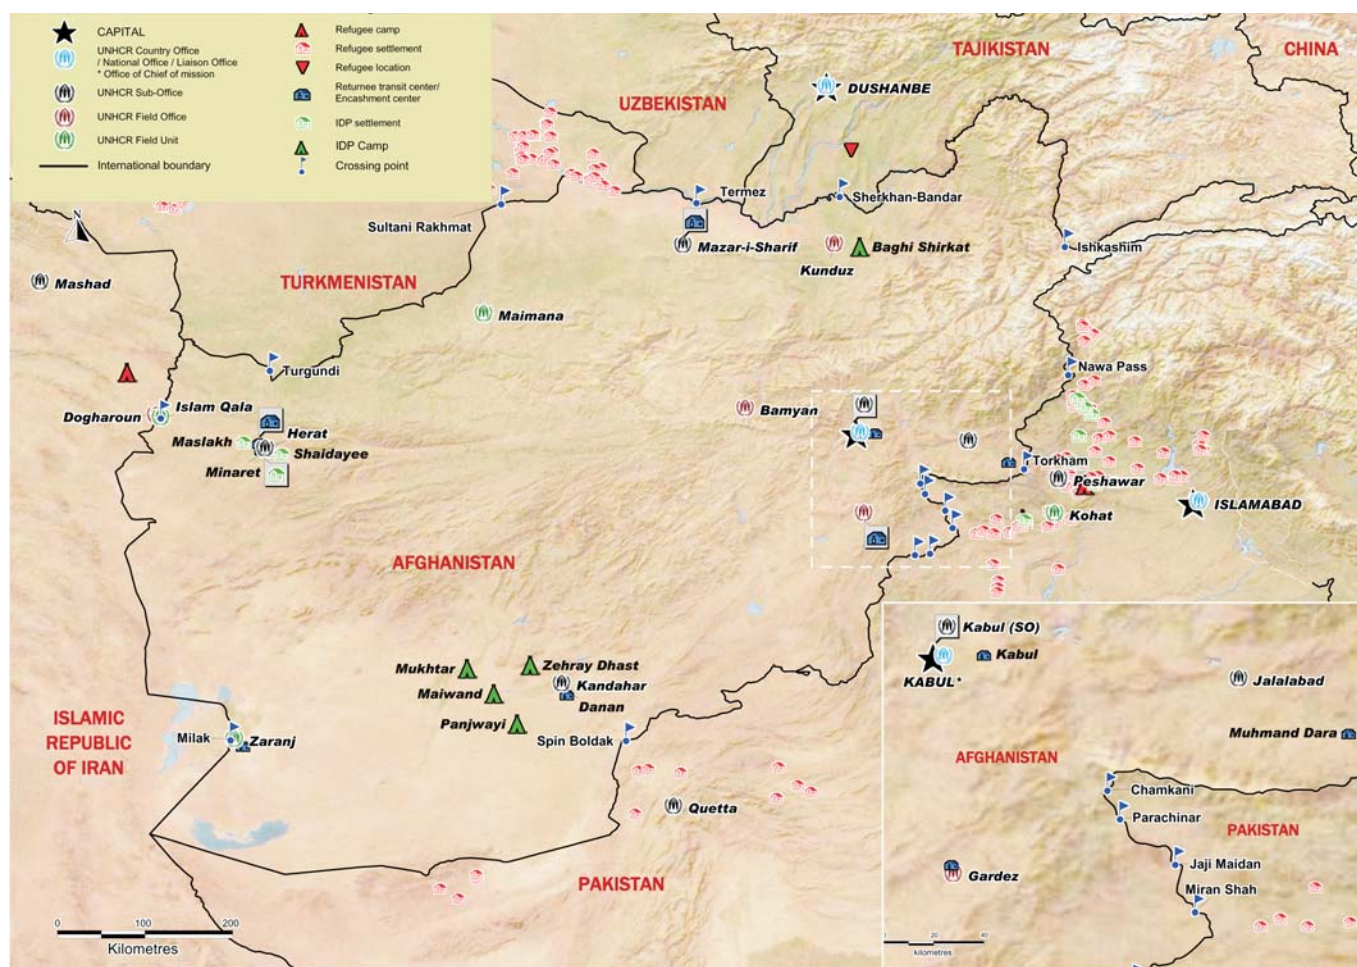 CAPITAL
UNHCR Country Office
/ National Office / Liaison Office
* Office of Chief of mission
UNHCR Sub-Office
UNHCR Field Office
UNHCR Field Unit
International boundary
Refugee camp
Refugee settlement
Refugee location
Returnee transit center/
Encashment center
IDP settlement
IDP Camp
Crossing point
TAJIKISTAN
CHINA
UZBEKISTAN
DUSHANBE
Termez
Sherkhan-Bandar
Sultani Rakhmat
N
Mazar-i-Sharif
Baghi Shirkat
Ishkashim
Kunduz
Mashad
TURKMENISTAN
Maimana
Turgundi
Nawa Pass
Islam Qala
Dogharoun
Bamyan
Herat
Maslakh
Shaidayee
Minaret
Torkham
Peshawar
ISLAMABAD
Kohat
AFGHANISTAN
Mukhtar
Zehray Dhast
Kandahar
Maiwand
Danan
Panjwayi
ISLAMIC
REPUBLIC
OF IRAN
Milak
Zaranj
Spin Boldak
Quetta
PAKISTAN
0 100 200
Kilometres
Kabul (SO)
Kabul
KABUL*
Jalalabad
Muhmand Dara
AFGHANISTAN
Chamkani
Parachinar
PAKISTAN
Jaji Maidan
Gardez
Miran Shah
0 20 40
kilometres